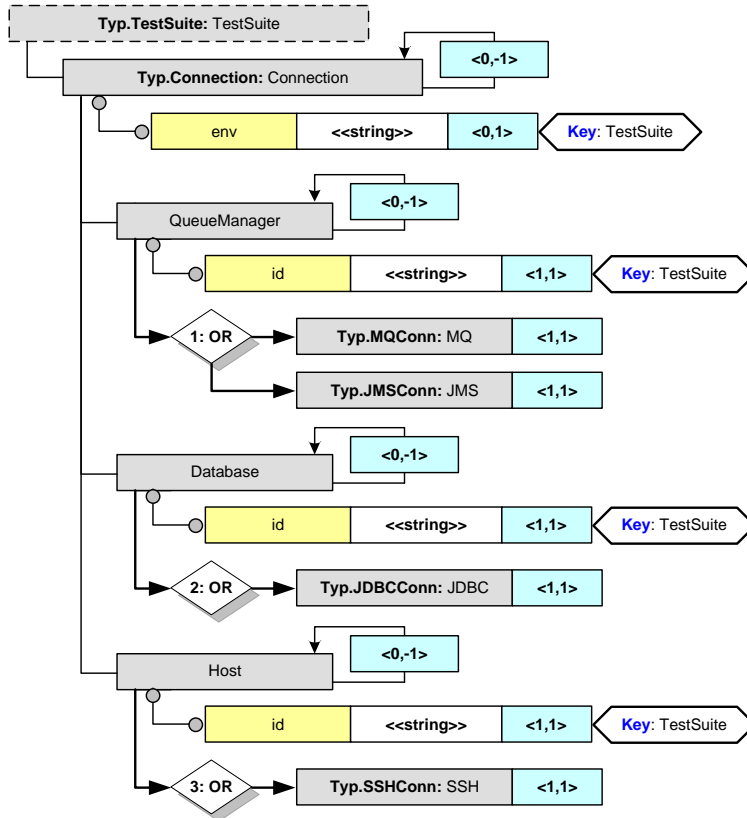 Typ.TestSuite: TestSuite
<0,-1>
Typ.Connection: Connection
env <<string>> <0,1> Key: TestSuite
<0,-1>
QueueManager
id <<string>> <1,1> Key: TestSuite
1: OR Typ.MQConn: MQ <1,1>
Typ.JMSConn: JMS <1,1>
<0,-1>
Database
id <<string>> <1,1> Key: TestSuite
2: OR Typ.JDBCConn: JDBC <1,1>
<0,-1>
Host
id <<string>> <1,1> Key: TestSuite
3: OR Typ.SSHConn: SSH <1,1>